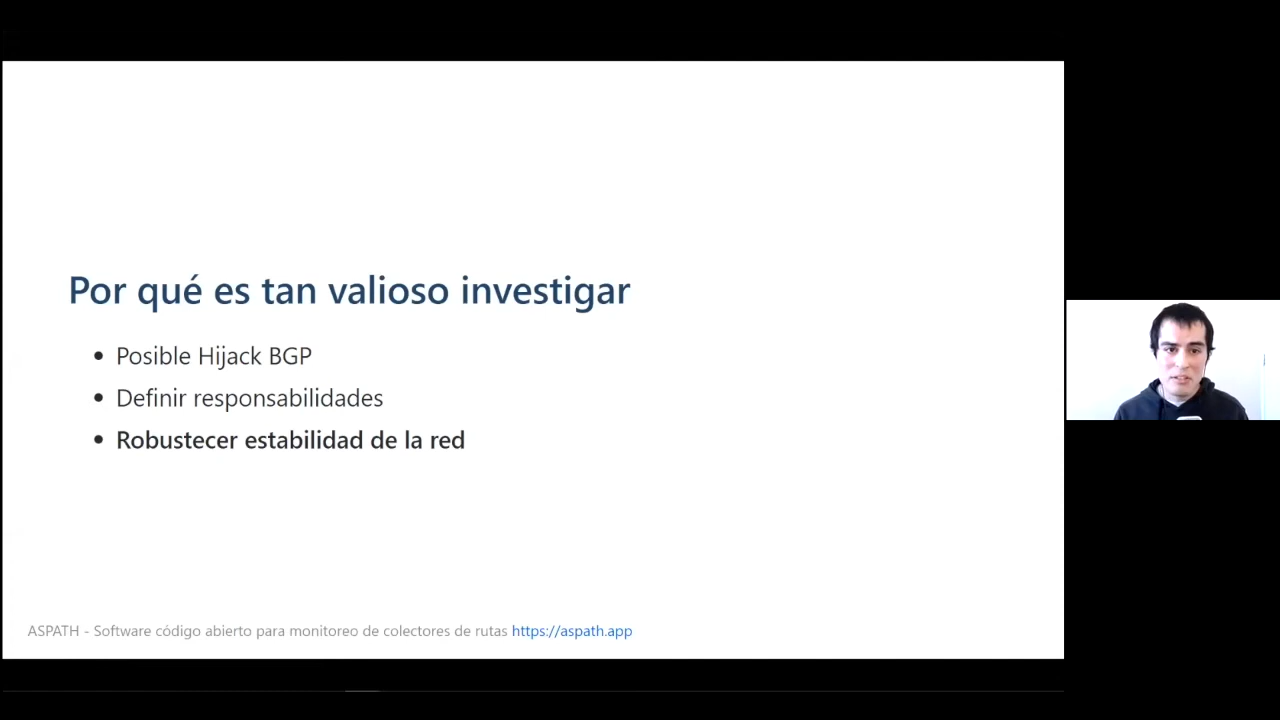 Por qué es tan valioso investigar
• Posible Hijack BGP
• Definir responsabilidades
• Robustecer estabilidad de la red
ASPATH - Software código abierto para monitoreo de colectores de rutas https://aspath.app